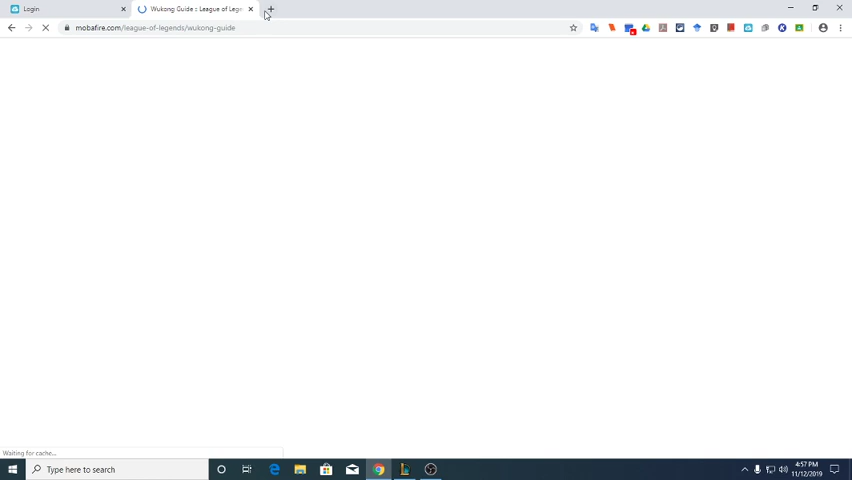 Login
Wukong Guide :: League of Lege
mobafire.com/league-of-legends/wukong-guide
Waiting for cache...
Type here to search
4:57 PM
11/12/2019